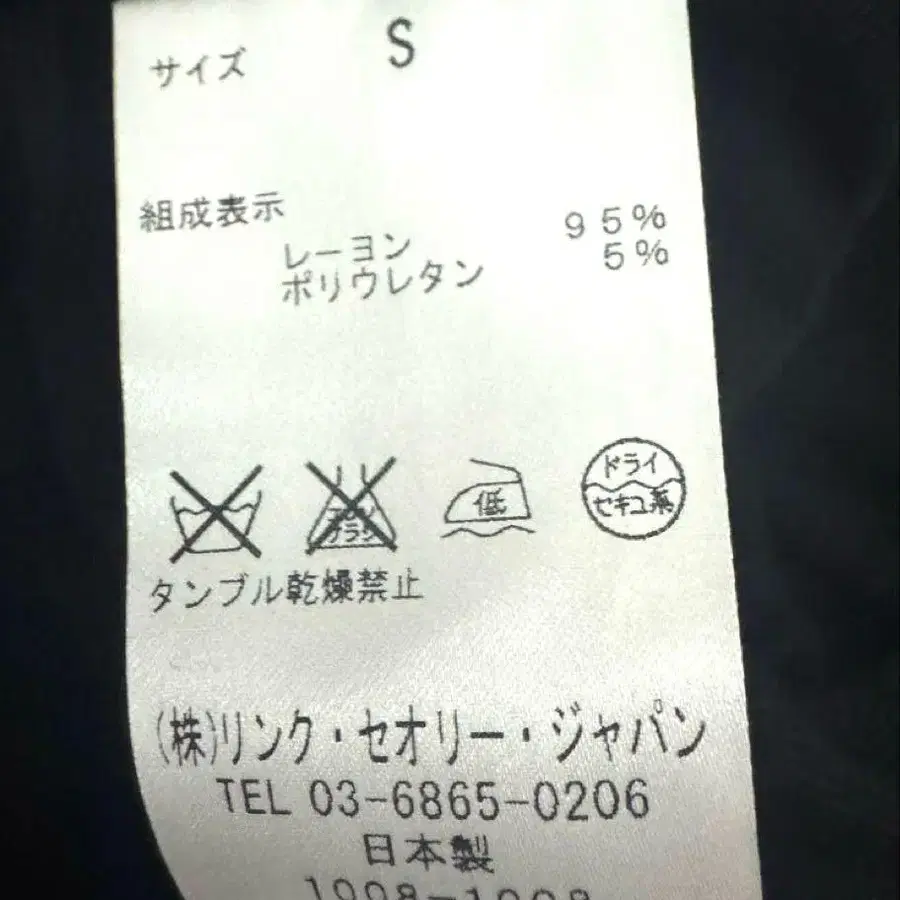 サイズ S
組成表示
レーヨン 95%
ポリウレタン 5%
低
ドライ
セキユ系
タンブル乾燥禁止
(株)リンク・セオリー・ジャパン
TEL 03-6865-0206
日本製